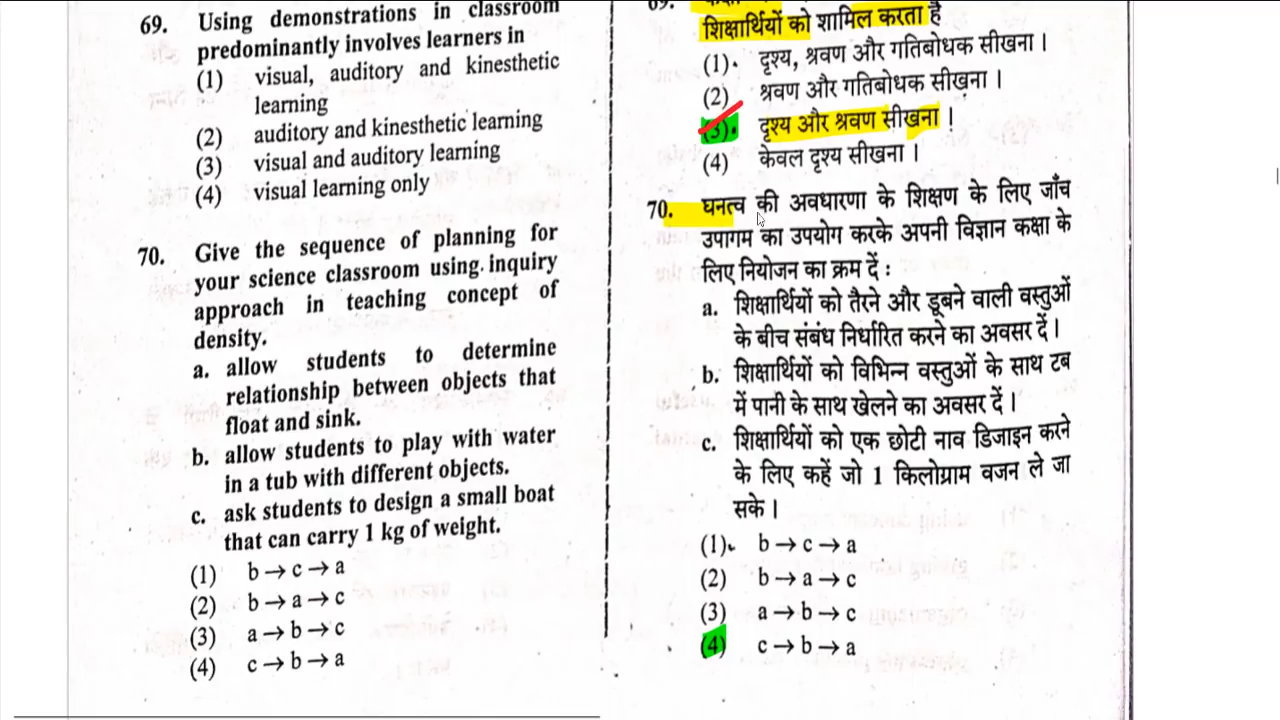 69. Using demonstrations in classroom
predominantly involves learners in
(1) visual, auditory and kinesthetic
learning
(2) auditory and kinesthetic learning
(3) visual and auditory learning
(4) visual learning only
70. Give the sequence of planning for
your science classroom using inquiry
approach in teaching concept of
density.
a. allow students to determine
relationship between objects that
float and sink.
b. allow students to play with water
in a tub with different objects.
c. ask students to design a small boat
that can carry 1 kg of weight.
(1) b → c → a
(2) b → a → c
(3) a → b → c
(4) c → b → a
69.
शिक्षार्थियों को शामिल करता है
(1) दृश्य, श्रवण और गतिबोधक सीखना ।
(2) श्रवण और गतिबोधक सीखना ।
(3) दृश्य और श्रवण सीखना ।
(4) केवल दृश्य सीखना ।
70. घनत्व की अवधारणा के शिक्षण के लिए जाँच
उपागम का उपयोग करके अपनी विज्ञान कक्षा के
लिए नियोजन का क्रम दें :
a. शिक्षार्थियों को तैरने और डूबने वाली वस्तुओं
के बीच संबंध निर्धारित करने का अवसर दें ।
b. शिक्षार्थियों को विभिन्न वस्तुओं के साथ टब
में पानी के साथ खेलने का अवसर दें ।
c. शिक्षार्थियों को एक छोटी नाव डिजाइन करने
के लिए कहें जो 1 किलोग्राम वजन ले जा
सके ।
(1) b → c → a
(2) b → a → c
(3) a → b → c
(4) c → b → a